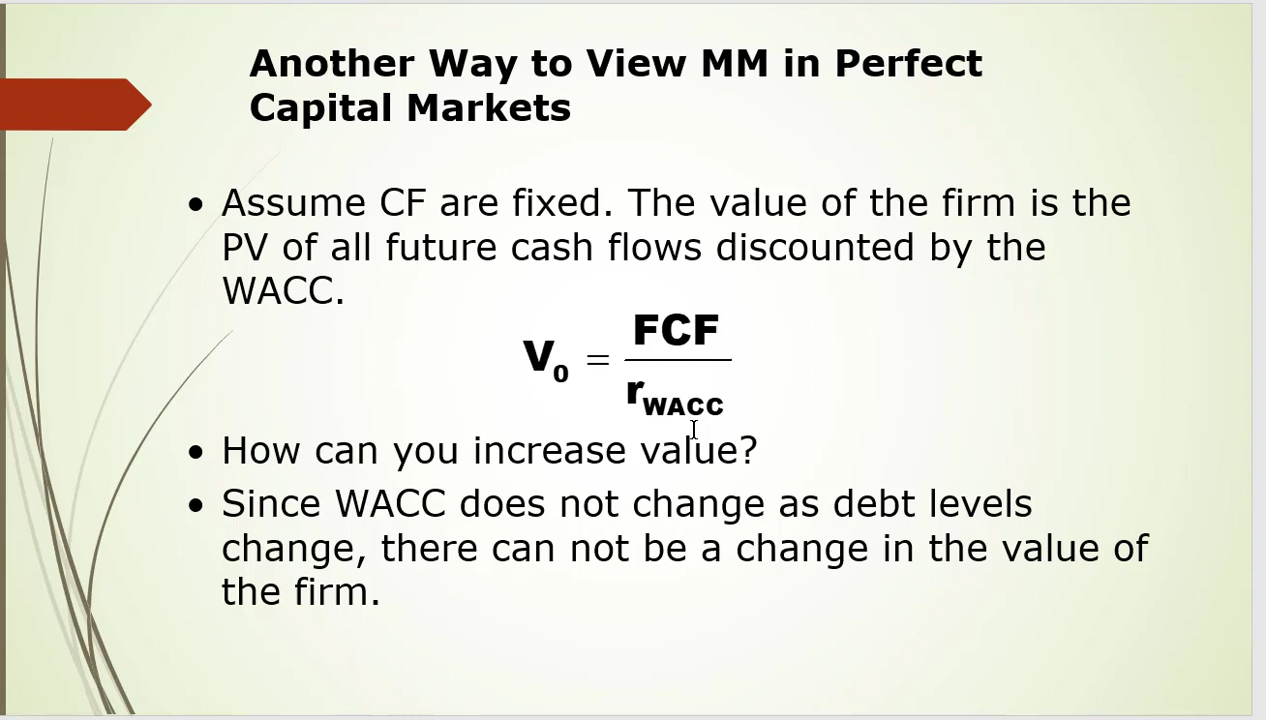 Another Way to View MM in Perfect
Capital Markets
• Assume CF are fixed. The value of the firm is the
PV of all future cash flows discounted by the
WACC.
V₀ = FCF / r_WACC
• How can you increase value?
• Since WACC does not change as debt levels
change, there can not be a change in the value of
the firm.